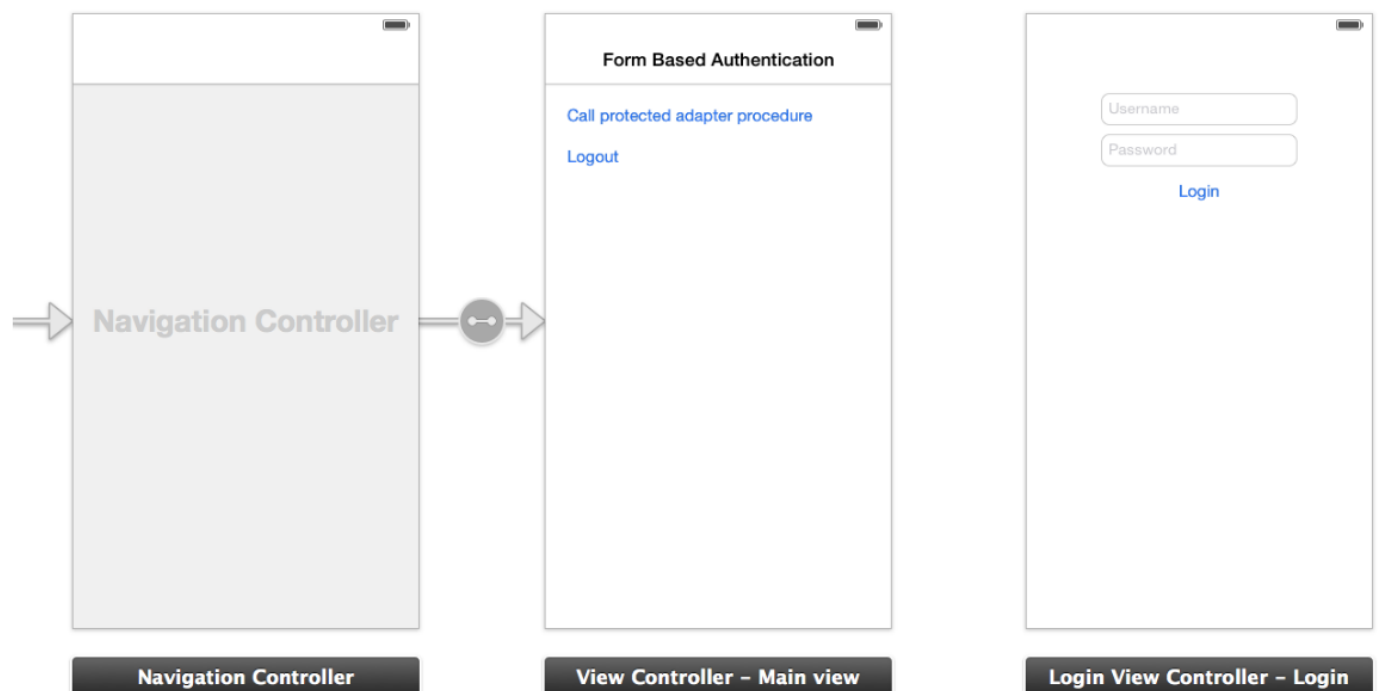 Navigation Controller
Navigation Controller
Form Based Authentication
Call protected adapter procedure
Logout
View Controller – Main view
Username
Password
Login
Login View Controller – Login